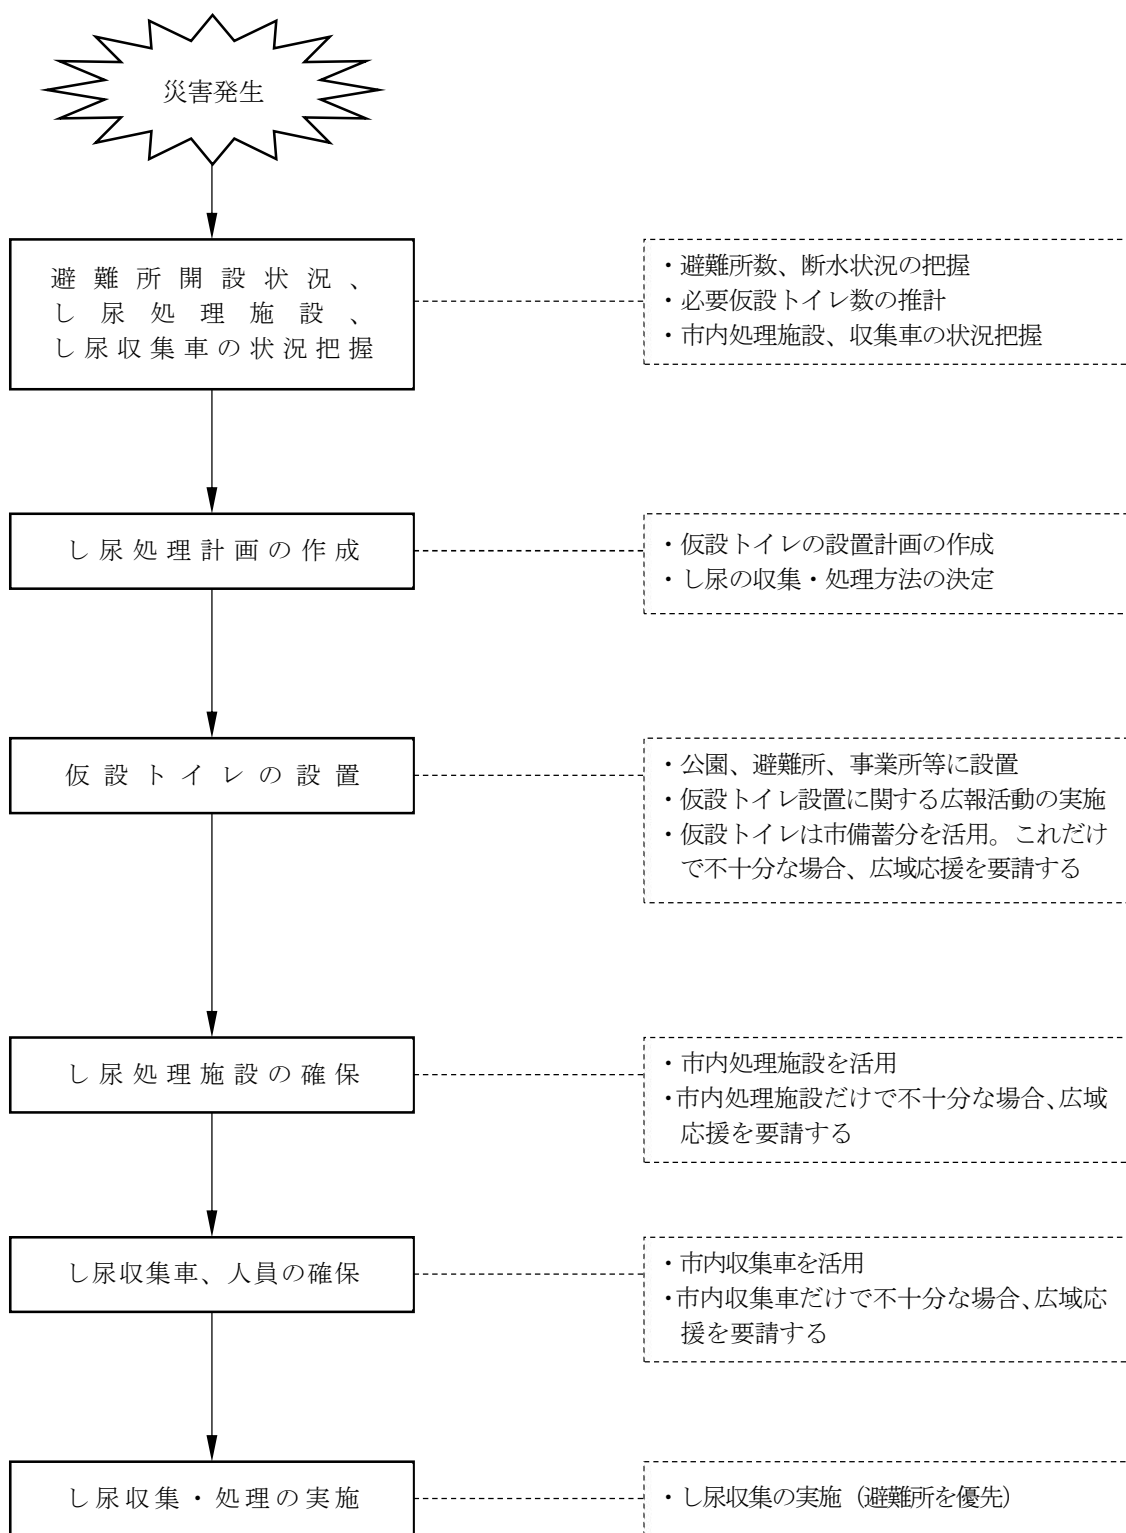 災害発生
避難所開設状況、
し尿処理施設、
し尿収集車の状況把握
・避難所数、断水状況の把握
・必要仮設トイレ数の推計
・市内処理施設、収集車の状況把握
し尿処理計画の作成
・仮設トイレの設置計画の作成
・し尿の収集・処理方法の決定
仮設トイレの設置
・公園、避難所、事業所等に設置
・仮設トイレ設置に関する広報活動の実施
・仮設トイレは市備蓄分を活用。これだけ
で不十分な場合、広域応援を要請する
し尿処理施設の確保
・市内処理施設を活用
・市内処理施設だけで不十分な場合、広域
応援を要請する
し尿収集車、人員の確保
・市内収集車を活用
・市内収集車だけで不十分な場合、広域応
援を要請する
し尿収集・処理の実施
・し尿収集の実施（避難所を優先）